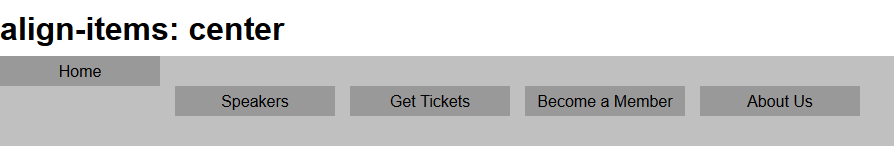 align-items: center
Home
Speakers
Get Tickets
Become a Member
About Us